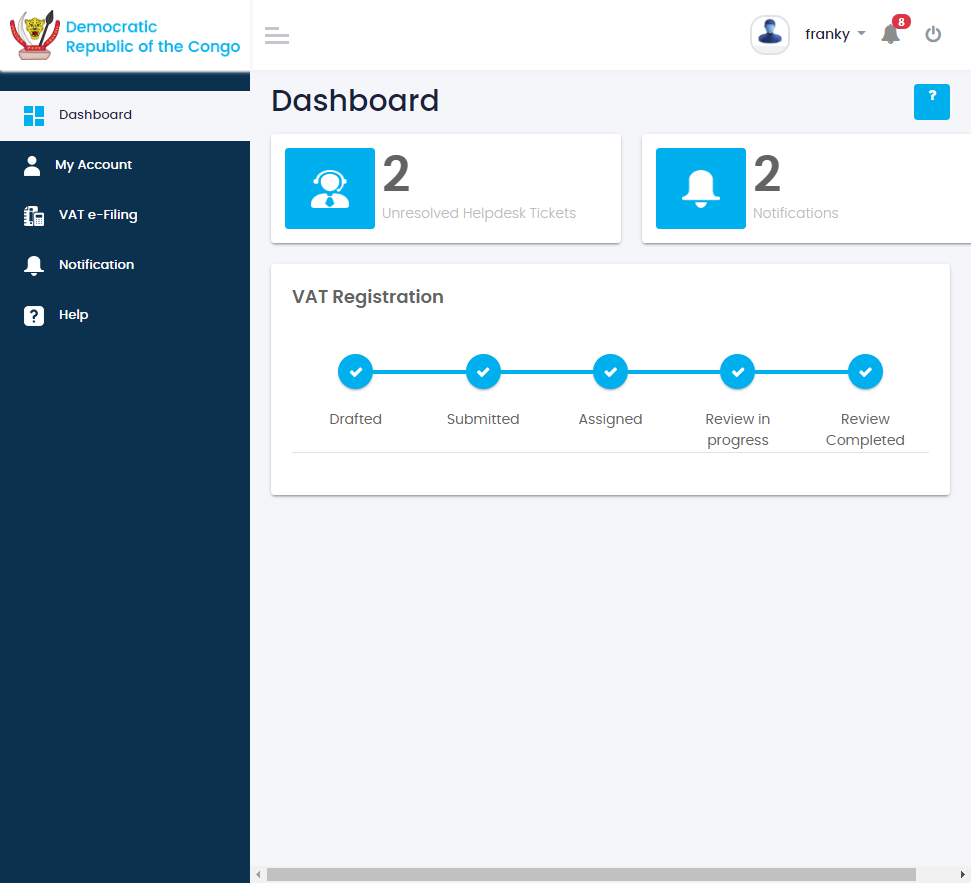 Democratic
Republic of the Congo
franky
8
Dashboard
My Account
VAT e-Filing
Notification
Help
Dashboard
?
2
Unresolved Helpdesk Tickets
2
Notifications
VAT Registration
Drafted
Submitted
Assigned
Review in
progress
Review
Completed